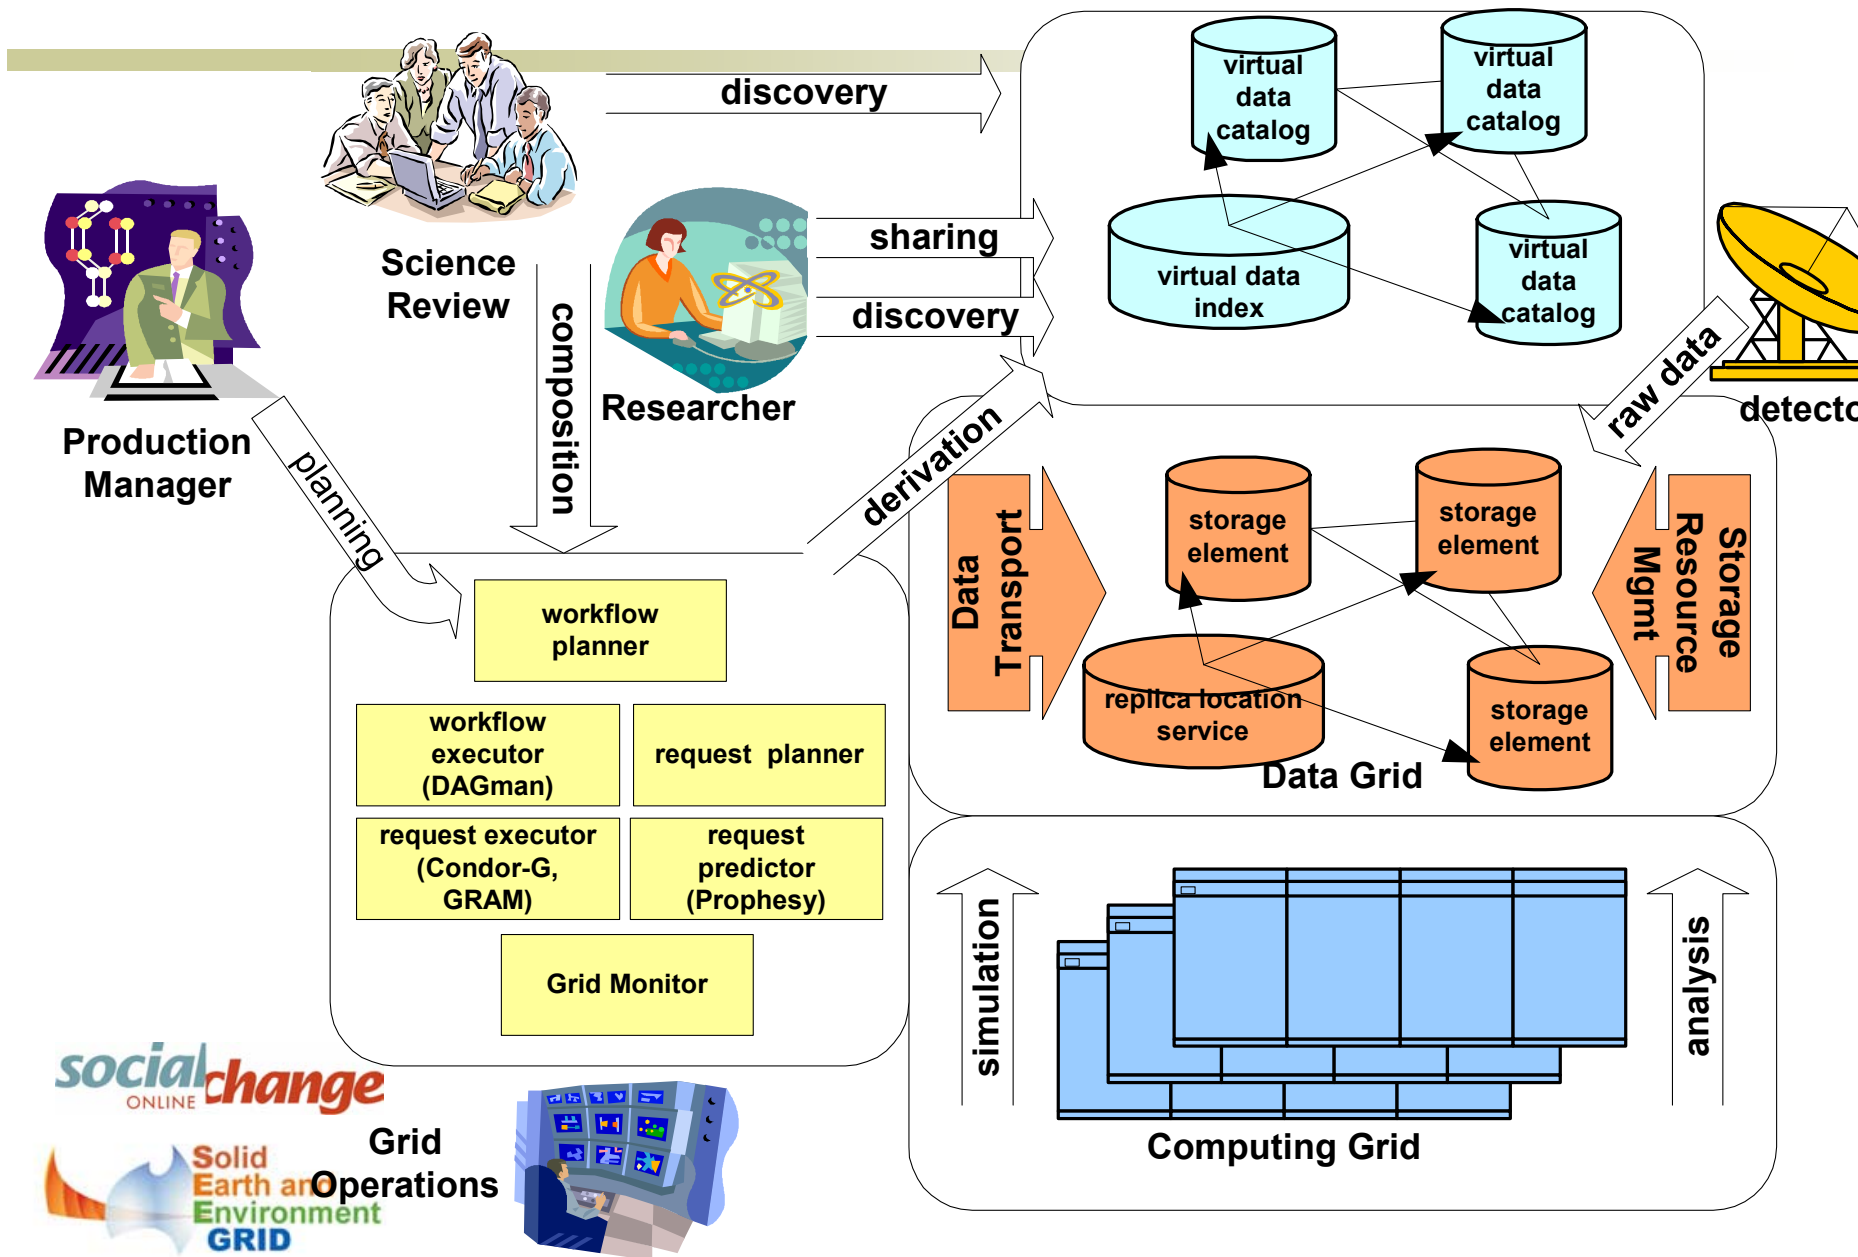 discovery
virtual
data
catalog
virtual
data
catalog
Science
Review
sharing
discovery
virtual data
index
virtual
data
catalog
composition
Researcher
Production
Manager
planning
derivation
raw data
detecto
Data
Transport
storage
element
storage
element
Storage
Resource
Mgmt
replica location
service
storage
element
Data Grid
workflow
planner
workflow
executor
(DAGman)
request planner
request executor
(Condor-G,
GRAM)
request
predictor
(Prophesy)
Grid Monitor
simulation
analysis
Computing Grid
social change
ONLINE
Solid
Earth and
Environment
GRID
Grid
Operations